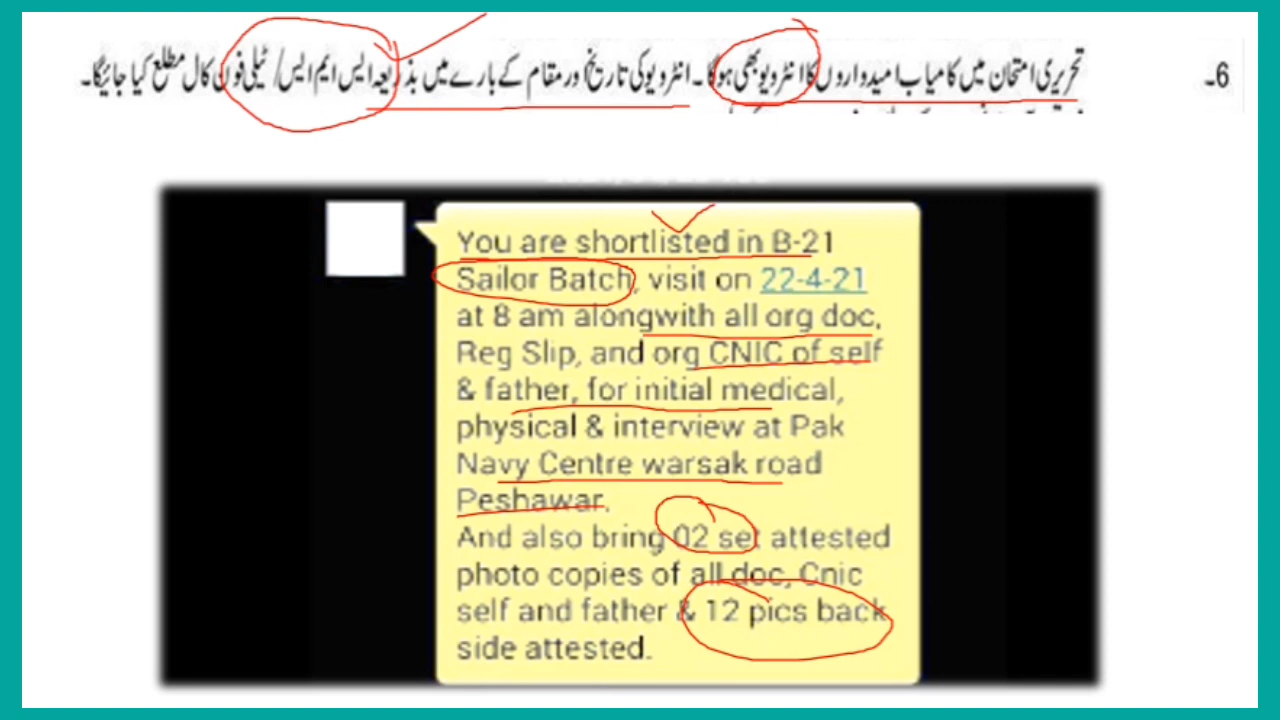 6۔ تحریری امتحان میں کامیاب امیدواروں کا انٹرویو بھی ہوگا۔ انٹرویو کی تاریخ اور مقام کے بارے میں بذریعہ ایس ایم ایس/ ٹیلی فون کال مطلع کیا جائیگا۔
You are shortlisted in B-21
Sailor Batch, visit on 22-4-21
at 8 am alongwith all org doc,
Reg Slip, and org CNIC of self
& father, for initial medical,
physical & interview at Pak
Navy Centre warsak road
Peshawar.
And also bring 02 set attested
photo copies of all doc, Cnic
self and father & 12 pics back
side attested.